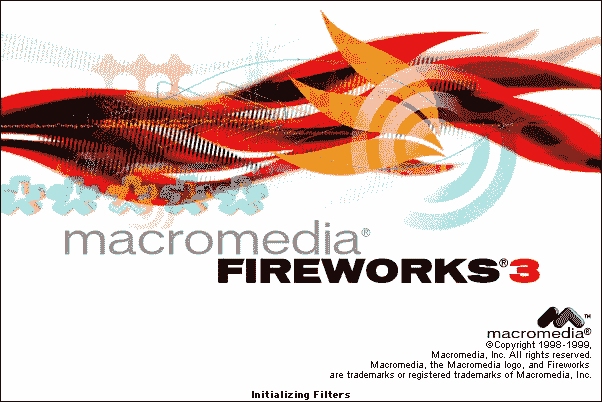 macromedia®
FIREWORKS®3
™
macromedia®
©Copyright 1998-1999,
Macromedia, Inc. All rights reserved.
Macromedia, the Macromedia logo, and Fireworks
are trademarks or registered trademarks of Macromedia, Inc.
Initializing Filters